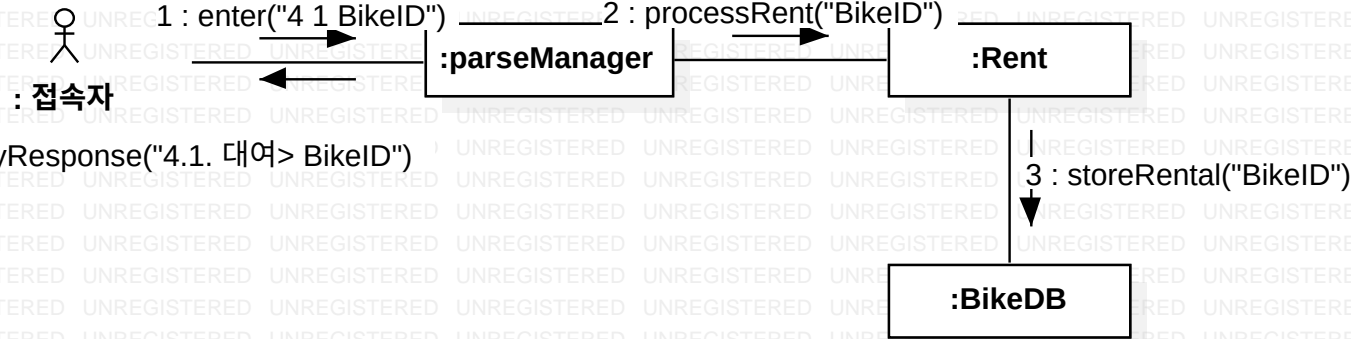 1 : enter("4 1 BikeID")
2 : processRent("BikeID")
:parseManager
:Rent
: 접속자
yResponse("4.1. 대여> BikeID")
3 : storeRental("BikeID")
:BikeDB
UNREGISTERED